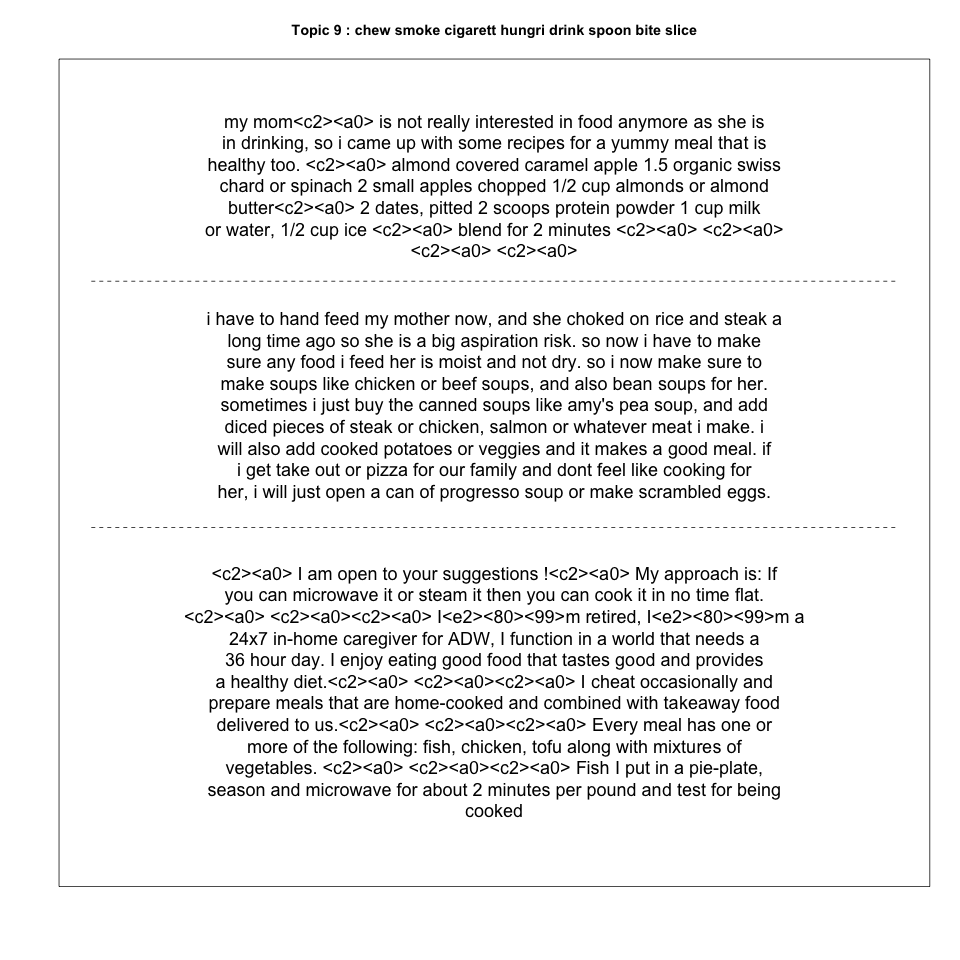 Topic 9 : chew smoke cigarett hungri drink spoon bite slice
my mom<c2><a0> is not really interested in food anymore as she is
in drinking, so i came up with some recipes for a yummy meal that is
healthy too. <c2><a0> almond covered caramel apple 1.5 organic swiss
chard or spinach 2 small apples chopped 1/2 cup almonds or almond
butter<c2><a0> 2 dates, pitted 2 scoops protein powder 1 cup milk
or water, 1/2 cup ice <c2><a0> blend for 2 minutes <c2><a0> <c2><a0>
<c2><a0> <c2><a0>
i have to hand feed my mother now, and she choked on rice and steak a
long time ago so she is a big aspiration risk. so now i have to make
sure any food i feed her is moist and not dry. so i now make sure to
make soups like chicken or beef soups, and also bean soups for her.
sometimes i just buy the canned soups like amy's pea soup, and add
diced pieces of steak or chicken, salmon or whatever meat i make. i
will also add cooked potatoes or veggies and it makes a good meal. if
i get take out or pizza for our family and dont feel like cooking for
her, i will just open a can of progresso soup or make scrambled eggs.
<c2><a0> I am open to your suggestions !<c2><a0> My approach is: If
you can microwave it or steam it then you can cook it in no time flat.
<c2><a0> <c2><a0><c2><a0> I<e2><80><99>m retired, I<e2><80><99>m a
24x7 in-home caregiver for ADW, I function in a world that needs a
36 hour day. I enjoy eating good food that tastes good and provides
a healthy diet.<c2><a0> <c2><a0><c2><a0> I cheat occasionally and
prepare meals that are home-cooked and combined with takeaway food
delivered to us.<c2><a0> <c2><a0><c2><a0> Every meal has one or
more of the following: fish, chicken, tofu along with mixtures of
vegetables. <c2><a0> <c2><a0><c2><a0> Fish I put in a pie-plate,
season and microwave for about 2 minutes per pound and test for being
cooked